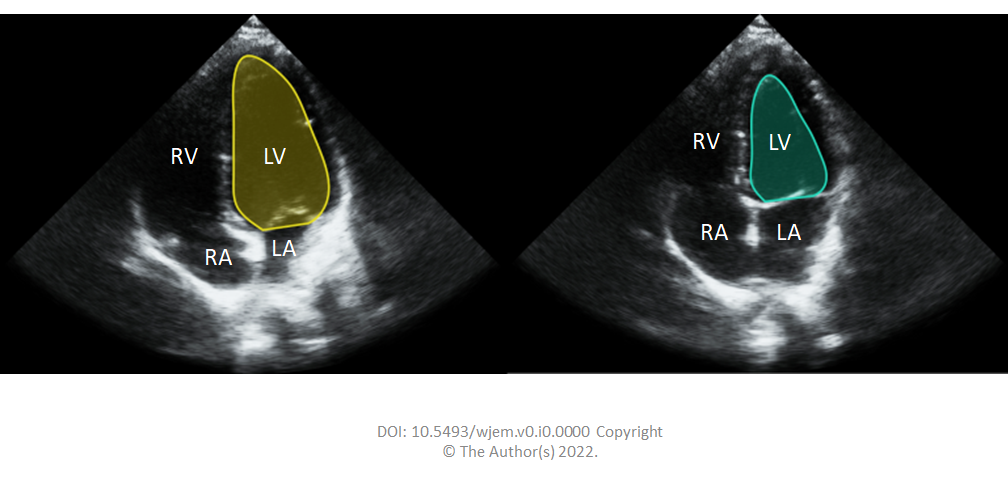 RV
LV
RA
LA
RV
LV
RA
LA
DOI: 10.5493/wjem.v0.i0.0000 Copyright
© The Author(s) 2022.